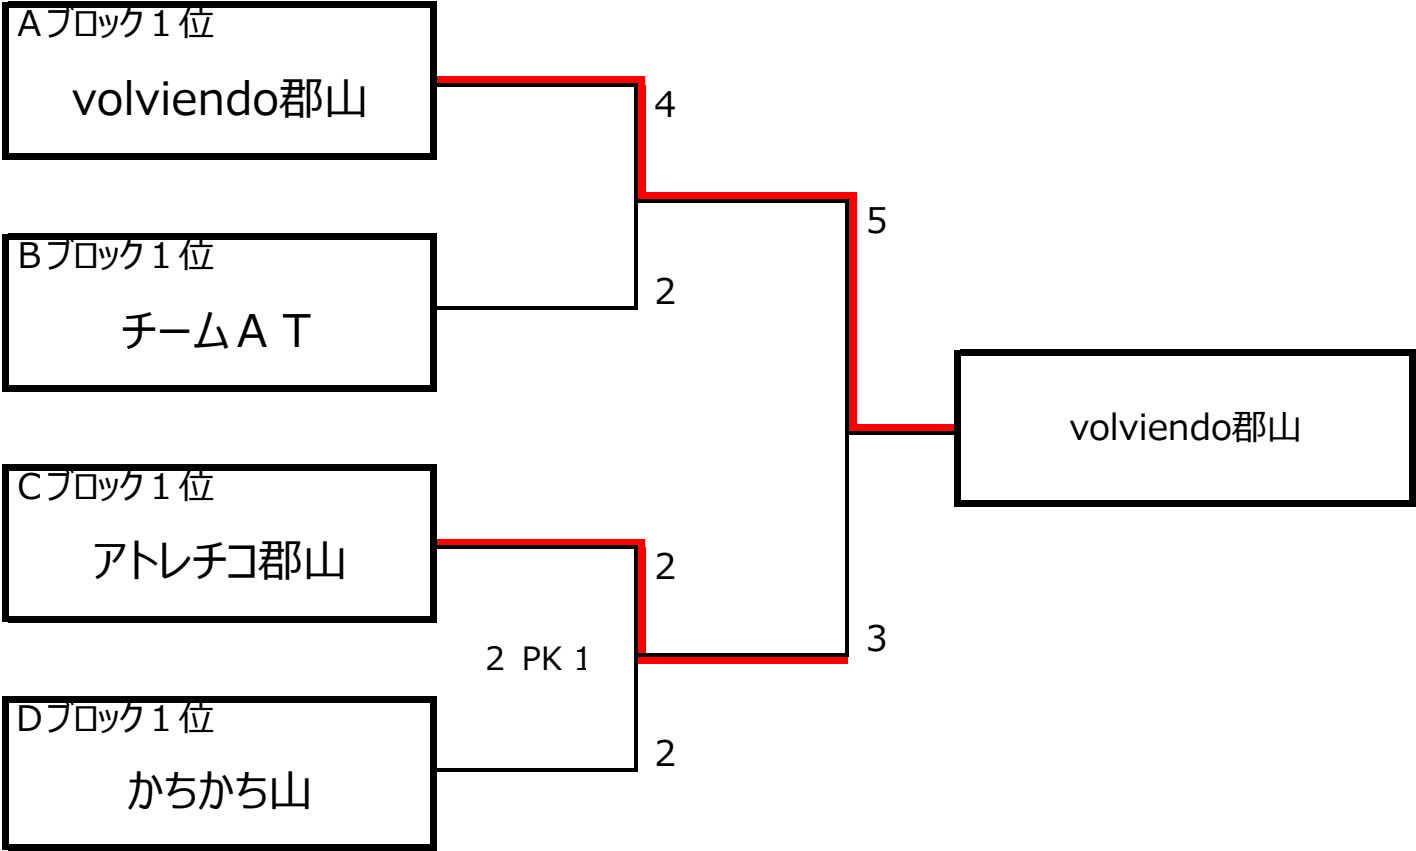 Aブロック１位
volviendo郡山
4
5
Bブロック１位
2
チームＡＴ
volviendo郡山
Cブロック１位
アトレチコ郡山
2
2 PK 1
3
Dブロック１位
2
かちかち山